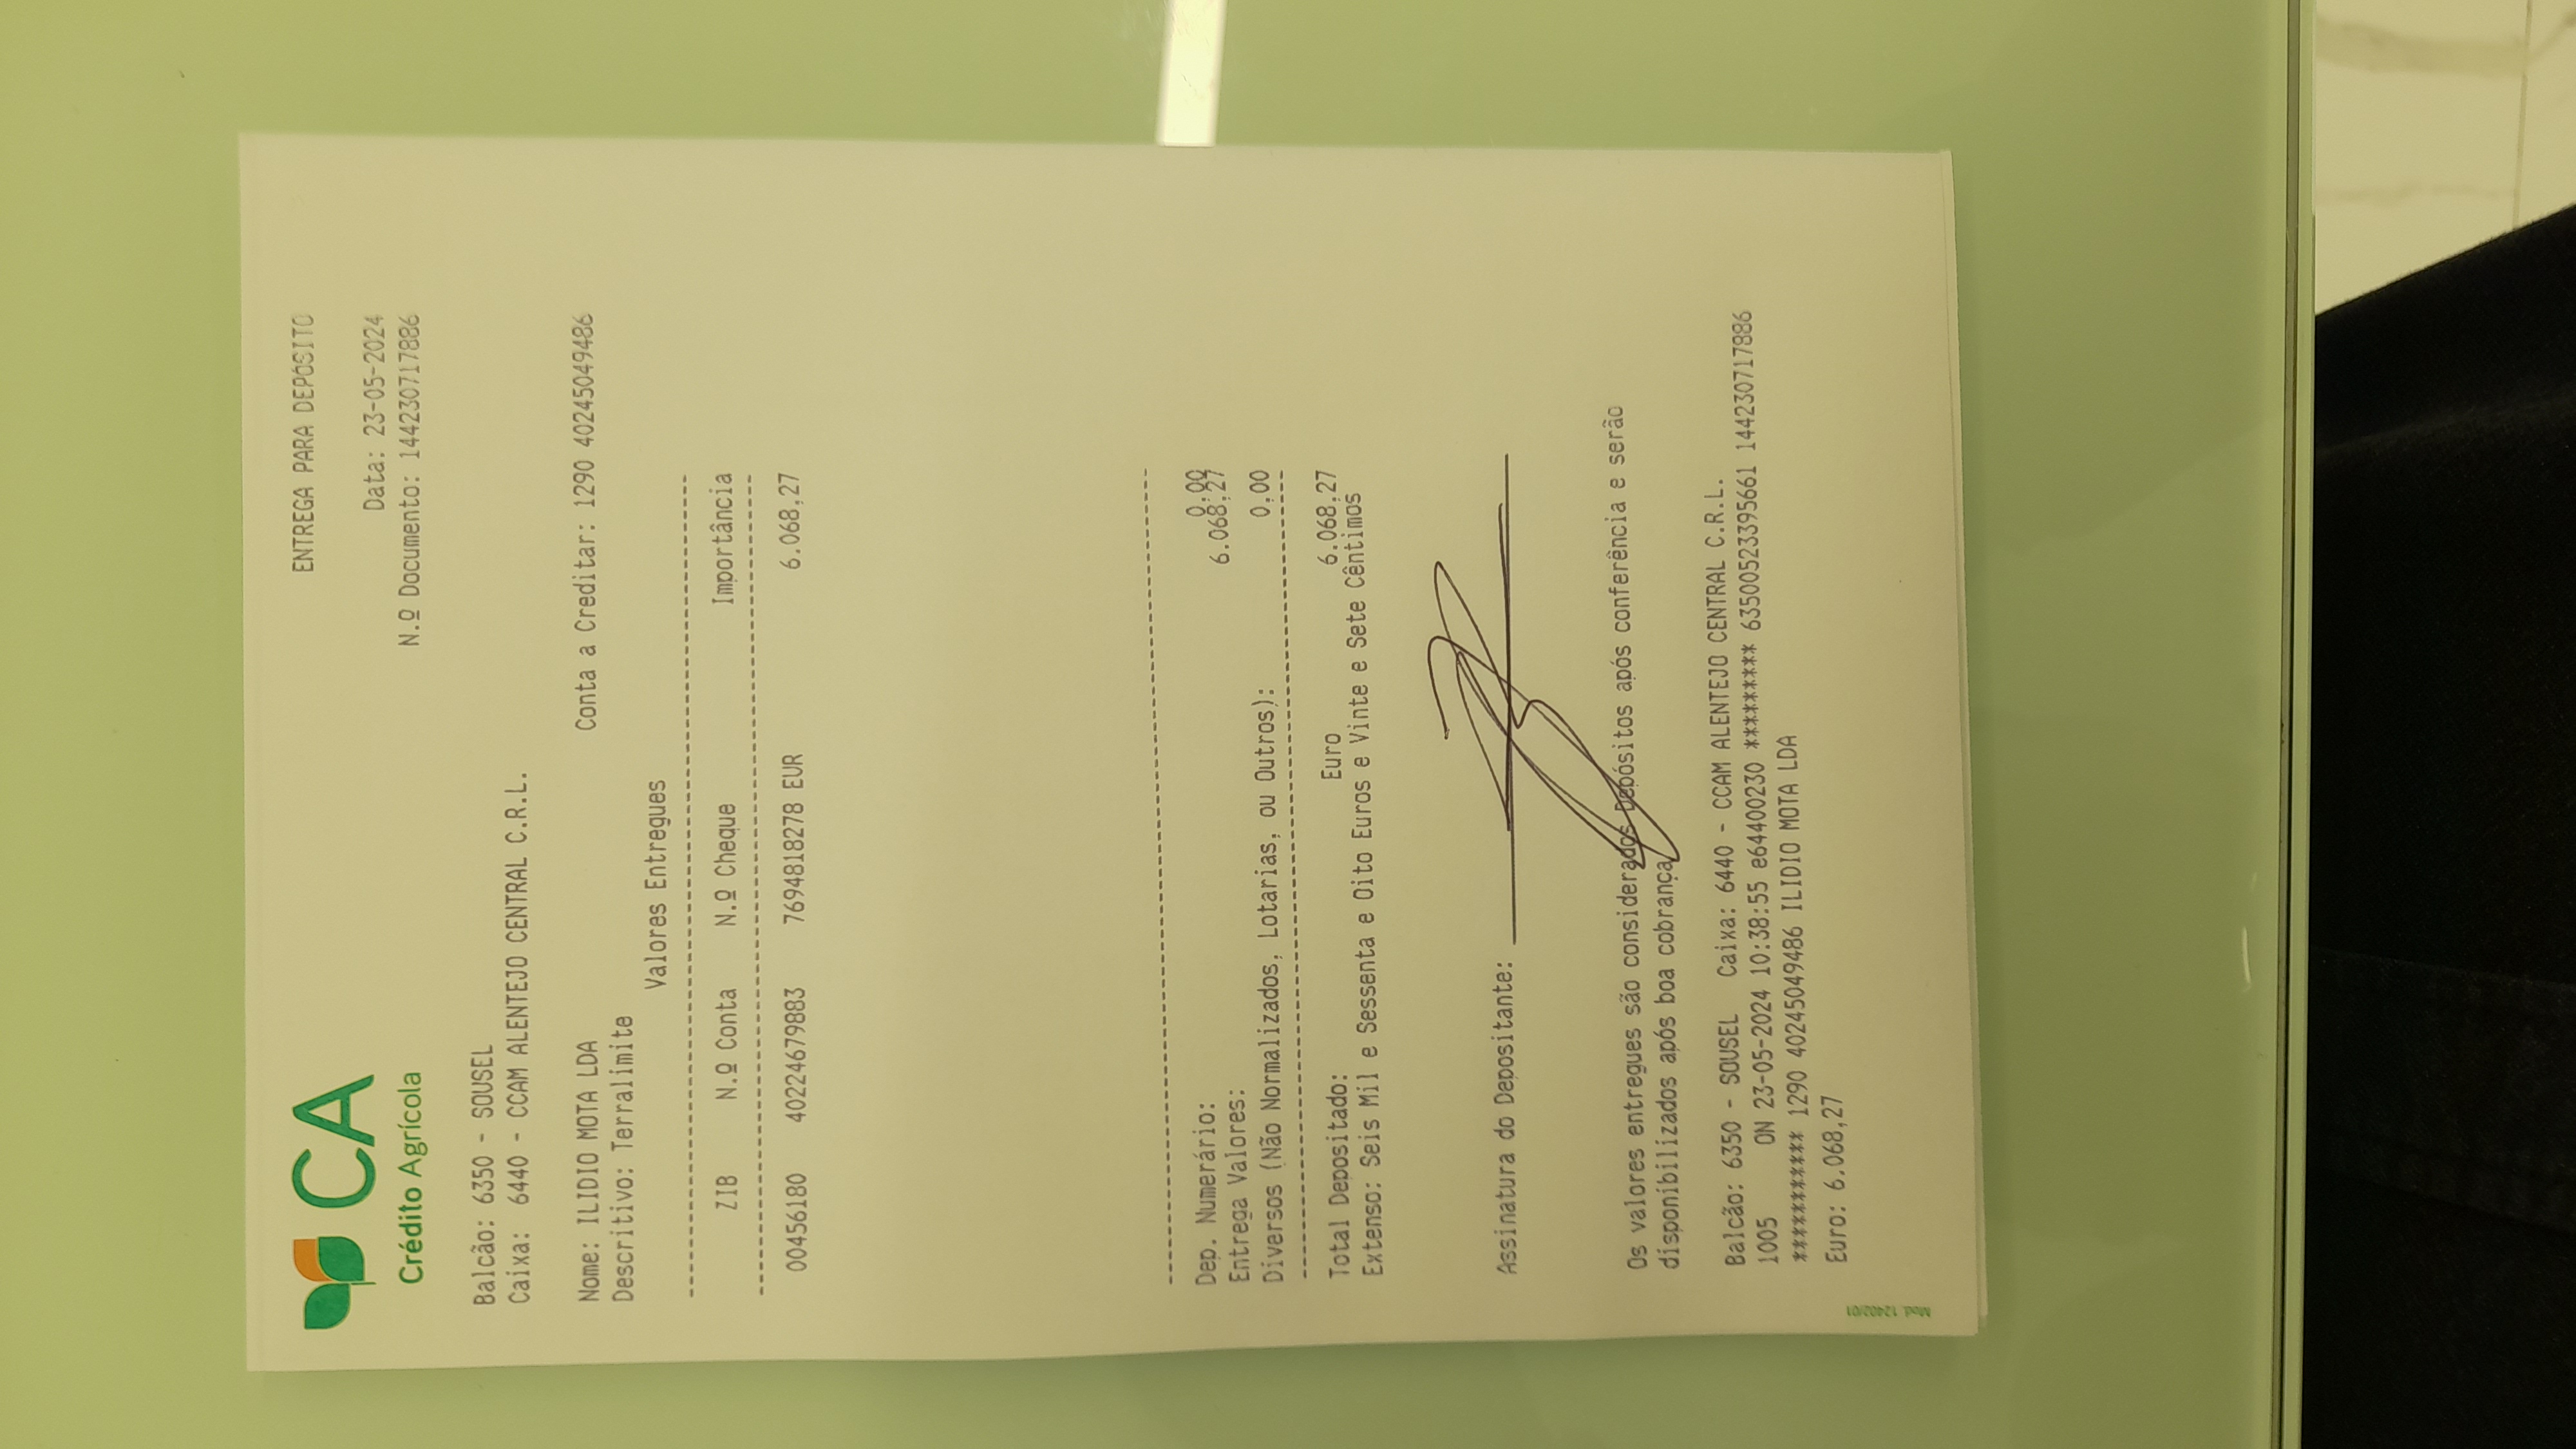 CA
Crédito Agrícola
ENTREGA PARA DEPÓSITO
Data: 23-05-2024
N.º Documento: 144230717886
Balcão: 6350 - SOUSEL
Caixa: 6440 - CCAM ALENTEJO CENTRAL C.R.L.
Nome: ILIDIO MOTA LDA Conta a Creditar: 1290 40245049486
Descritivo: Terralimite
Valores Entregues
--------------------------------------------------------------------------------
ZIB N.º Conta N.º Cheque Importância
--------------------------------------------------------------------------------
00456180 40224679883 7694818278 EUR 6.068,27
--------------------------------------------------------------------------------
Dep. Numerário: 0,00
Entrega Valores: 6.068,27
Diversos (Não Normalizados, Lotarias, ou Outros): 0,00
--------------------------------------------------------------------------------
Total Depositado: Euro 6.068,27
Extenso: Seis Mil e Sessenta e Oito Euros e Vinte e Sete Cêntimos
Assinatura do Depositante:
Os valores entregues são considerados Depósitos após conferência e serão
disponibilizados após boa cobrança
Balcão: 6350 - SOUSEL Caixa: 6440 - CCAM ALENTEJO CENTRAL C.R.L.
1005 ON 23-05-2024 10:38:55 e6440230 ******** 63500523395661 144230717886
*********** 1290 40245049486 ILIDIO MOTA LDA
Euro: 6.068,27
Mod. 12402/01